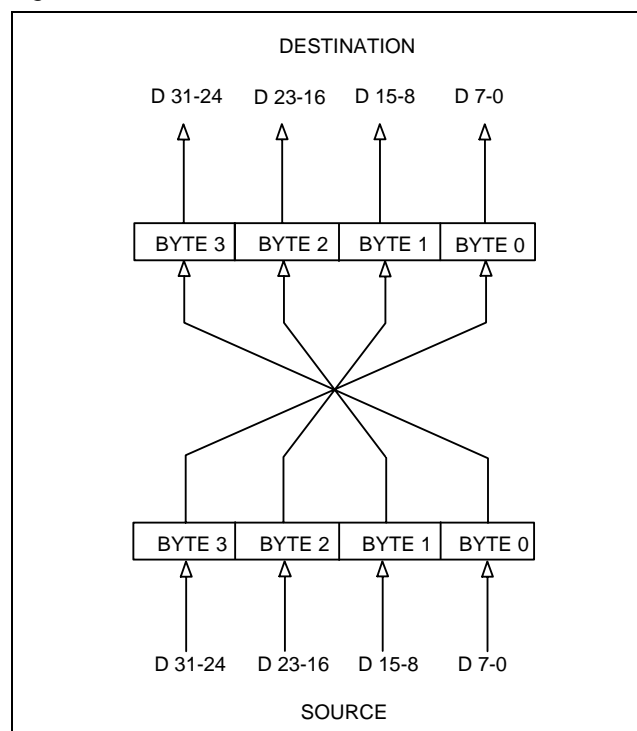 DESTINATION
D 31-24 D 23-16 D 15-8 D 7-0
BYTE 3 BYTE 2 BYTE 1 BYTE 0
BYTE 3 BYTE 2 BYTE 1 BYTE 0
D 31-24 D 23-16 D 15-8 D 7-0
SOURCE